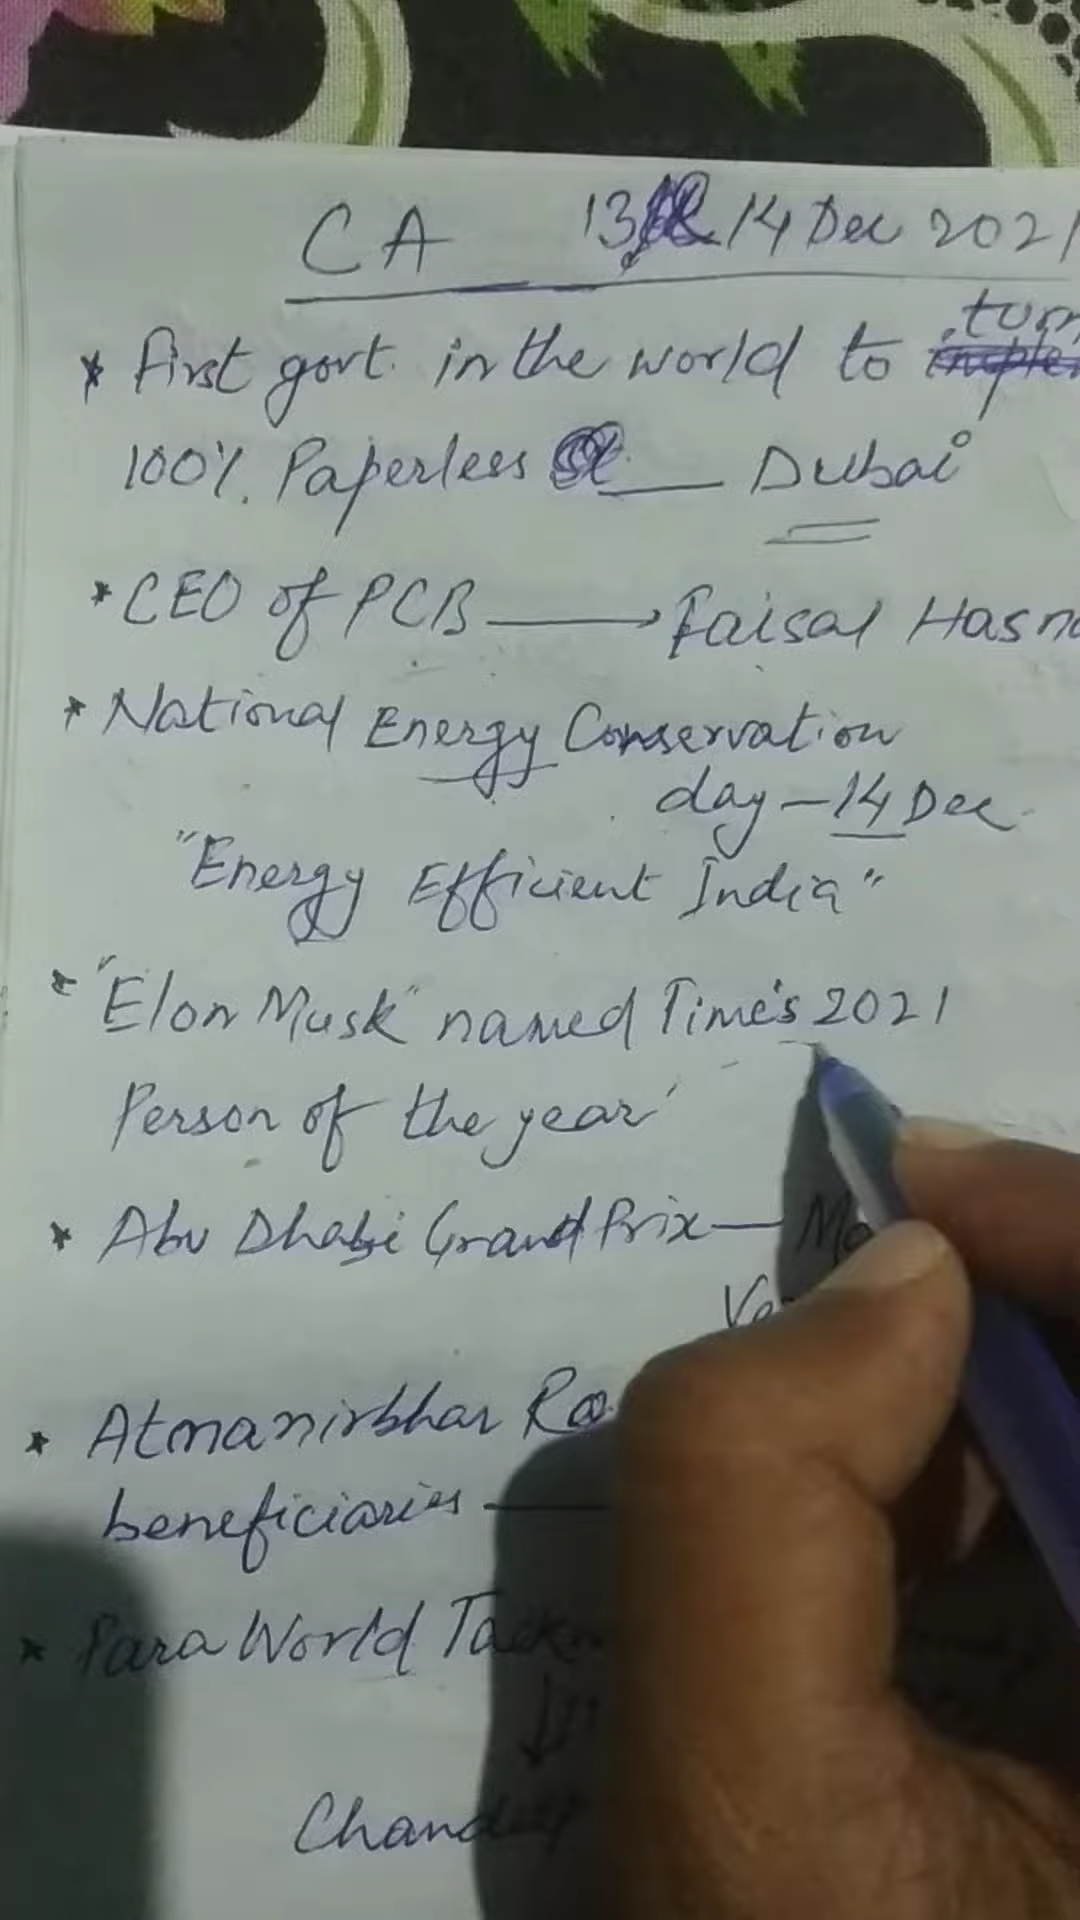 CA 13, 14 Dec 2021
* First govt. in the world to turn
100% Paperless — Dubai
* CEO of PCB → Faisal Hasn
* National Energy Conservation
day – 14 Dec
"Energy Efficient India"
* "Elon Musk" named Time's 2021
Person of the year'
* Abu Dhabi Grand Prix —
* Atmanirbhar
beneficiaries —
* Para World